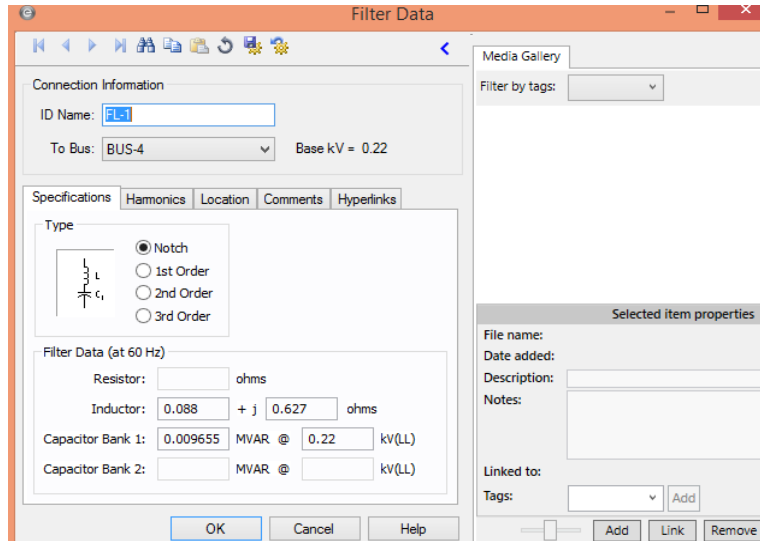 Filter Data
Connection Information
ID Name: FL-1
To Bus: BUS-4 Base kV = 0.22
Specifications Harmonics Location Comments Hyperlinks
Type
L
C1
Notch
1st Order
2nd Order
3rd Order
Filter Data (at 60 Hz)
Resistor: ohms
Inductor: 0.088 + j 0.627 ohms
Capacitor Bank 1: 0.009655 MVAR @ 0.22 kV(LL)
Capacitor Bank 2: MVAR @ kV(LL)
OK Cancel Help
Media Gallery
Filter by tags:
Selected item properties
File name:
Date added:
Description:
Notes:
Linked to:
Tags: Add
Add Link Remove